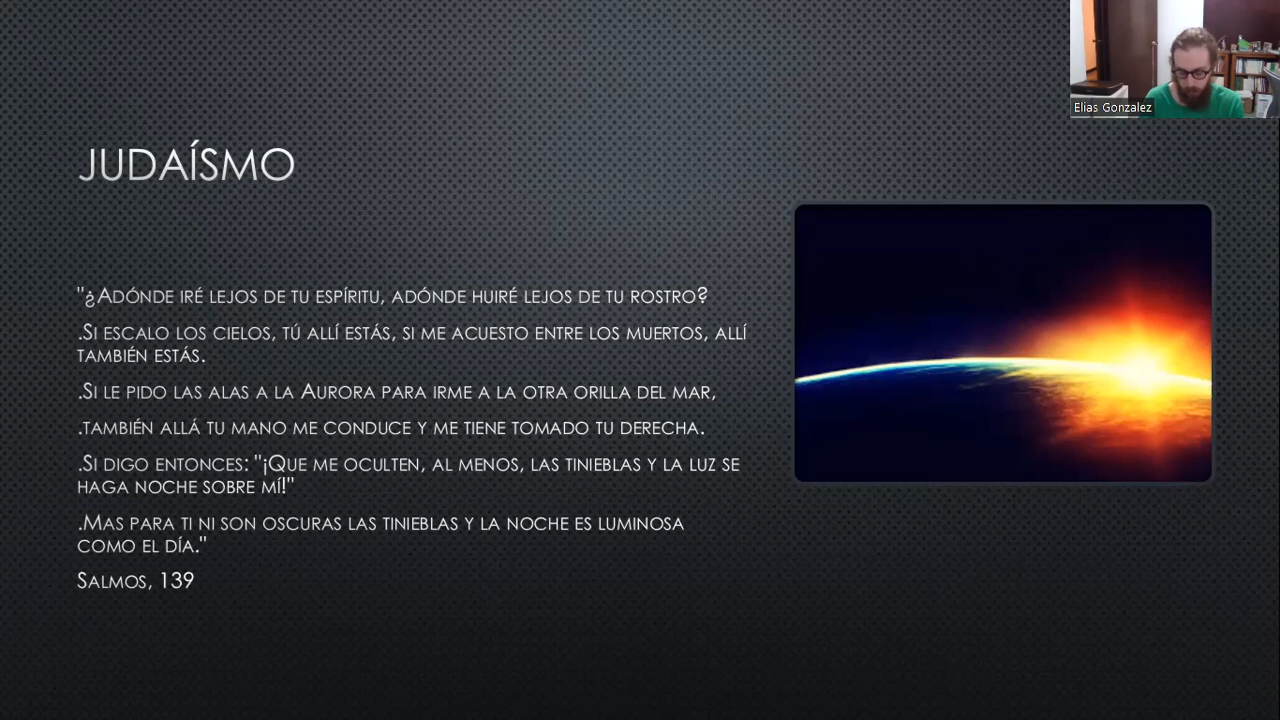 Elias Gonzalez
JUDAÍSMO
"¿Adónde iré lejos de tu espíritu, adónde huiré lejos de tu rostro?
.Si escalo los cielos, tú allí estás, si me acuesto entre los muertos, allí
también estás.
.Si le pido las alas a la Aurora para irme a la otra orilla del mar,
.también allá tu mano me conduce y me tiene tomado tu derecha.
.Si digo entonces: "¡Que me oculten, al menos, las tinieblas y la luz se
haga noche sobre mí!"
.Mas para ti ni son oscuras las tinieblas y la noche es luminosa
como el día."
Salmos, 139